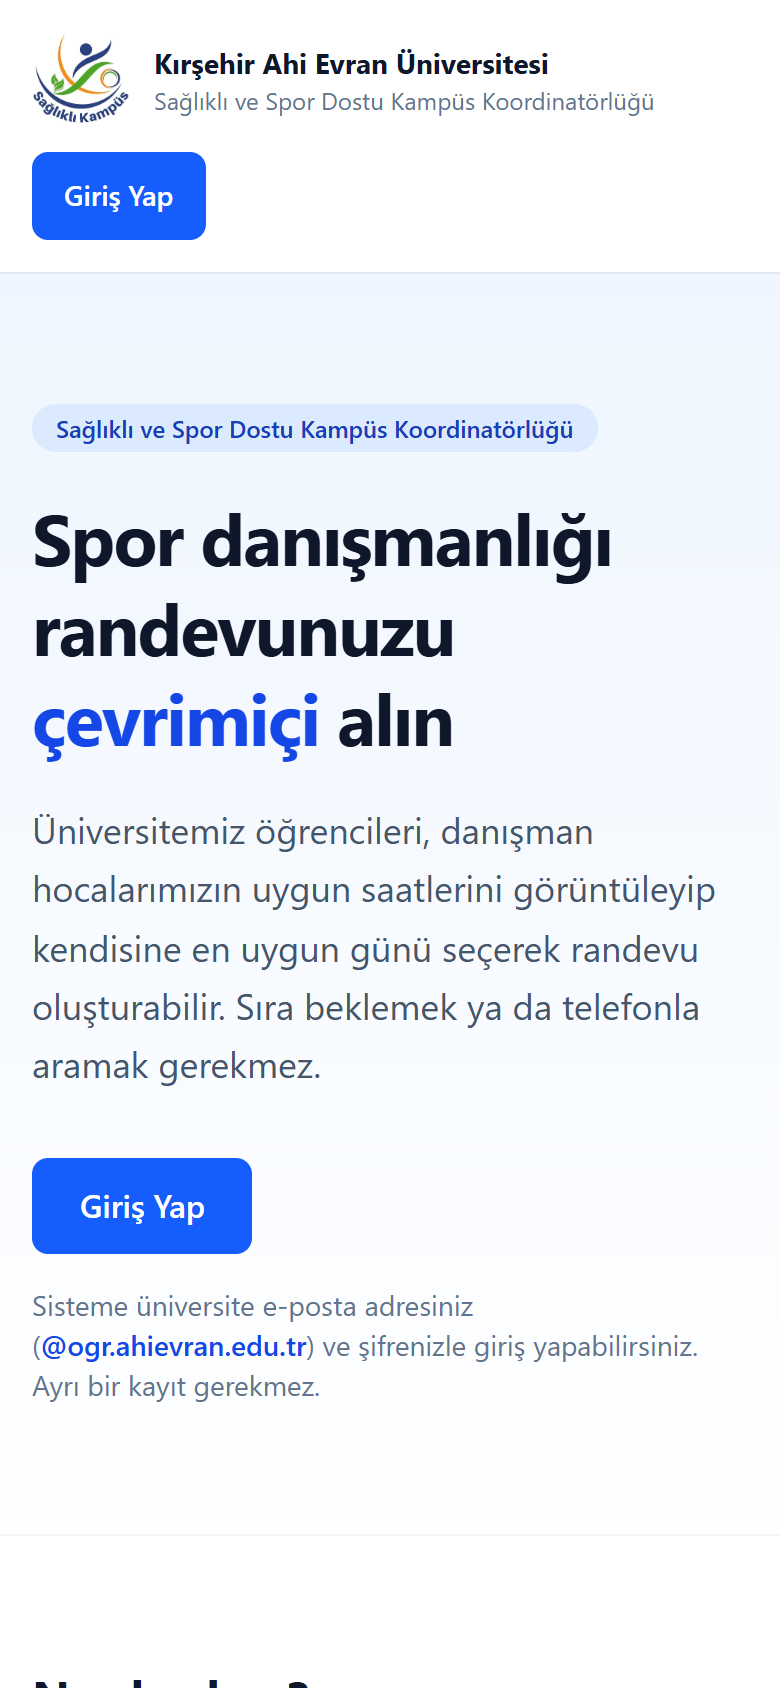 Sağlıklı Kampüs
Kırşehir Ahi Evran Üniversitesi
Sağlıklı ve Spor Dostu Kampüs Koordinatörlüğü
Giriş Yap
Sağlıklı ve Spor Dostu Kampüs Koordinatörlüğü
Spor danışmanlığı
randevunuzu
çevrimiçi alın
Üniversitemiz öğrencileri, danışman
hocalarımızın uygun saatlerini görüntüleyip
kendisine en uygun günü seçerek randevu
oluşturabilir. Sıra beklemek ya da telefonla
aramak gerekmez.
Giriş Yap
Sisteme üniversite e-posta adresiniz
(@ogr.ahievran.edu.tr) ve şifrenizle giriş yapabilirsiniz.
Ayrı bir kayıt gerekmez.